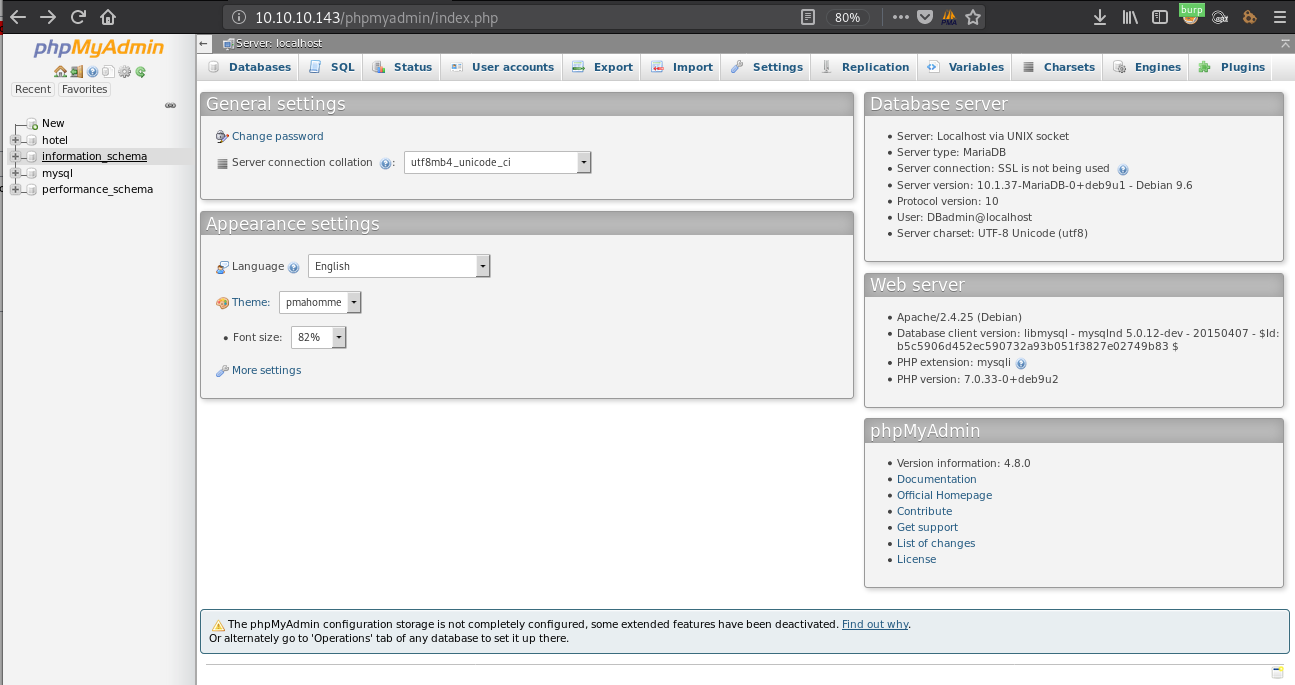 10.10.10.143/phpmyadmin/index.php
80%
burp
PMA
phpMyAdmin
Recent
Favorites
New
hotel
information_schema
mysql
performance_schema
Server: localhost
Databases
SQL
Status
User accounts
Export
Import
Settings
Replication
Variables
Charsets
Engines
Plugins
General settings
Change password
Server connection collation
:
utf8mb4_unicode_ci
Appearance settings
Language
English
Theme:
pmahomme
• Font size:
82%
More settings
Database server
• Server: Localhost via UNIX socket
• Server type: MariaDB
• Server connection: SSL is not being used
• Server version: 10.1.37-MariaDB-0+deb9u1 - Debian 9.6
• Protocol version: 10
• User: DBadmin@localhost
• Server charset: UTF-8 Unicode (utf8)
Web server
• Apache/2.4.25 (Debian)
• Database client version: libmysql - mysqlnd 5.0.12-dev - 20150407 - $Id:
b5c5906d452ec590732a93b051f3827e02749b83 $
• PHP extension: mysqli
• PHP version: 7.0.33-0+deb9u2
phpMyAdmin
• Version information: 4.8.0
• Documentation
• Official Homepage
• Contribute
• Get support
• List of changes
• License
The phpMyAdmin configuration storage is not completely configured, some extended features have been deactivated. Find out why.
Or alternately go to 'Operations' tab of any database to set it up there.